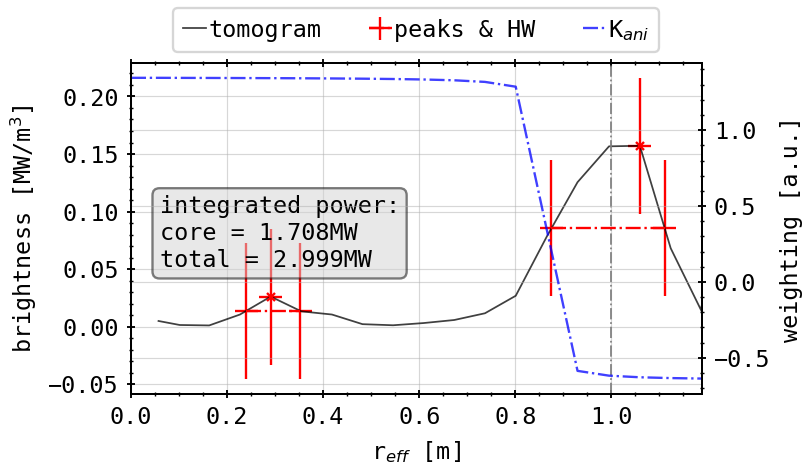 tomogram peaks & HW K_ani
brightness [MW/m³]
0.20
0.15
0.10
0.05
0.00
−0.05
integrated power:
core = 1.708MW
total = 2.999MW
1.0
0.5
0.0
−0.5
weighting [a.u.]
0.0 0.2 0.4 0.6 0.8 1.0
r_eff [m]